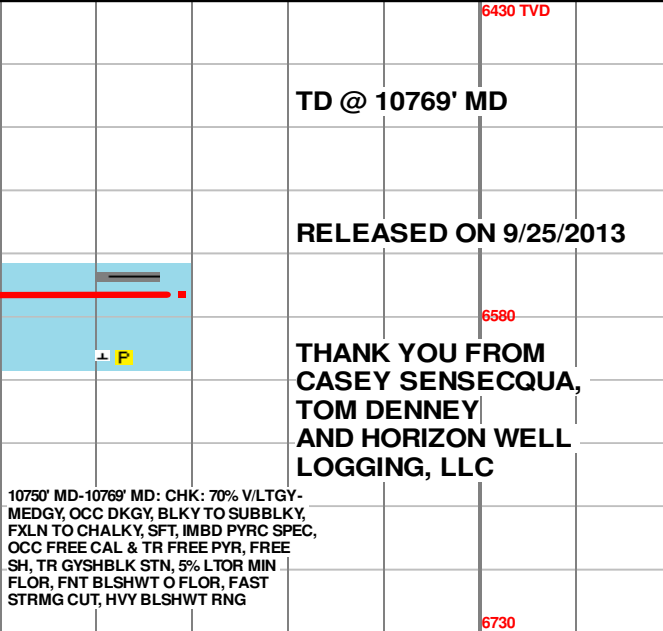 6430 TVD
TD @ 10769' MD
RELEASED ON 9/25/2013
6580
THANK YOU FROM
CASEY SENSECQUA,
TOM DENNEY
AND HORIZON WELL
LOGGING, LLC
P
10750' MD-10769' MD: CHK: 70% V/LTGY-
MEDGY, OCC DKGY, BLKY TO SUBBLKY,
FXLN TO CHALKY, SFT, IMBD PYRC SPEC,
OCC FREE CAL & TR FREE PYR, FREE
SH, TR GYSHBLK STN, 5% LTOR MIN
FLOR, FNT BLSHWT O FLOR, FAST
STRMG CUT, HVY BLSHWT RNG
6730